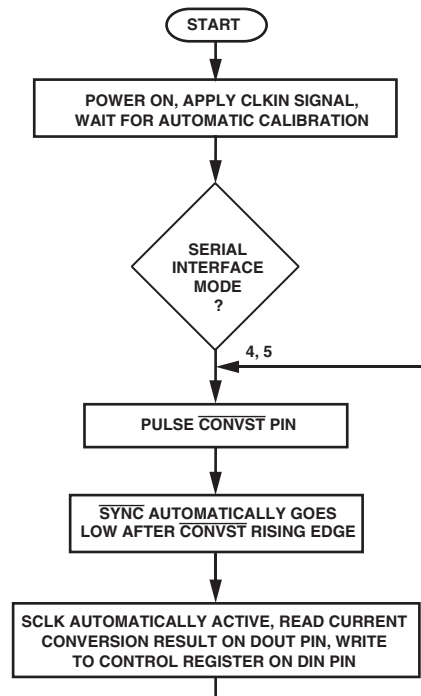 START
POWER ON, APPLY CLKIN SIGNAL,
WAIT FOR AUTOMATIC CALIBRATION
SERIAL
INTERFACE
MODE
?
4, 5
PULSE CONVST PIN
SYNC AUTOMATICALLY GOES
LOW AFTER CONVST RISING EDGE
SCLK AUTOMATICALLY ACTIVE, READ CURRENT
CONVERSION RESULT ON DOUT PIN, WRITE
TO CONTROL REGISTER ON DIN PIN